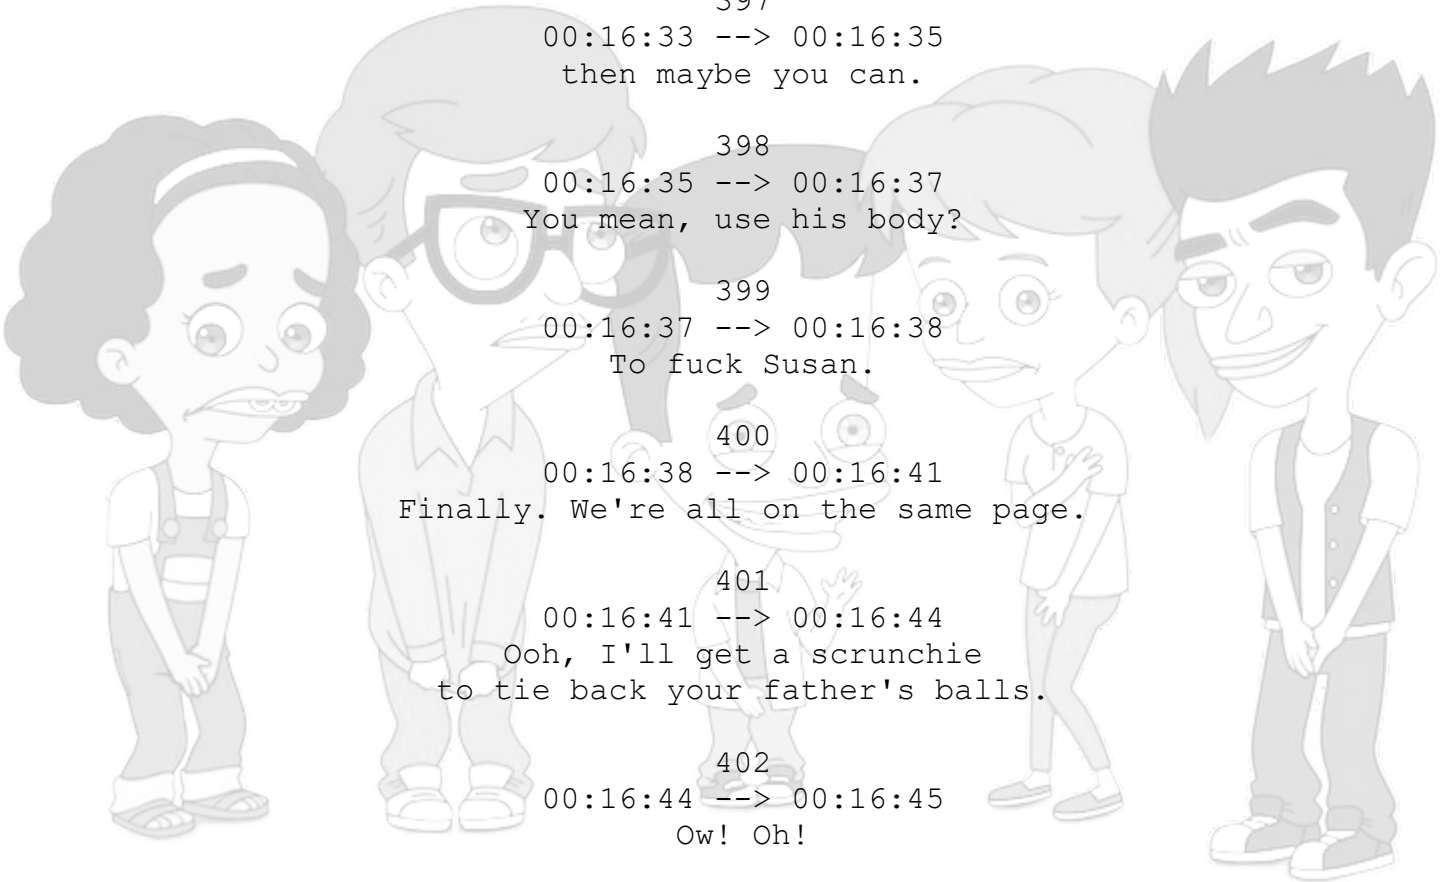 397
00:16:33 --> 00:16:35
then maybe you can.
398
00:16:35 --> 00:16:37
You mean, use his body?
399
00:16:37 --> 00:16:38
To fuck Susan.
400
00:16:38 --> 00:16:41
Finally. We're all on the same page.
401
00:16:41 --> 00:16:44
Ooh, I'll get a scrunchie
to tie back your father's balls.
402
00:16:44 --> 00:16:45
Ow! Oh!